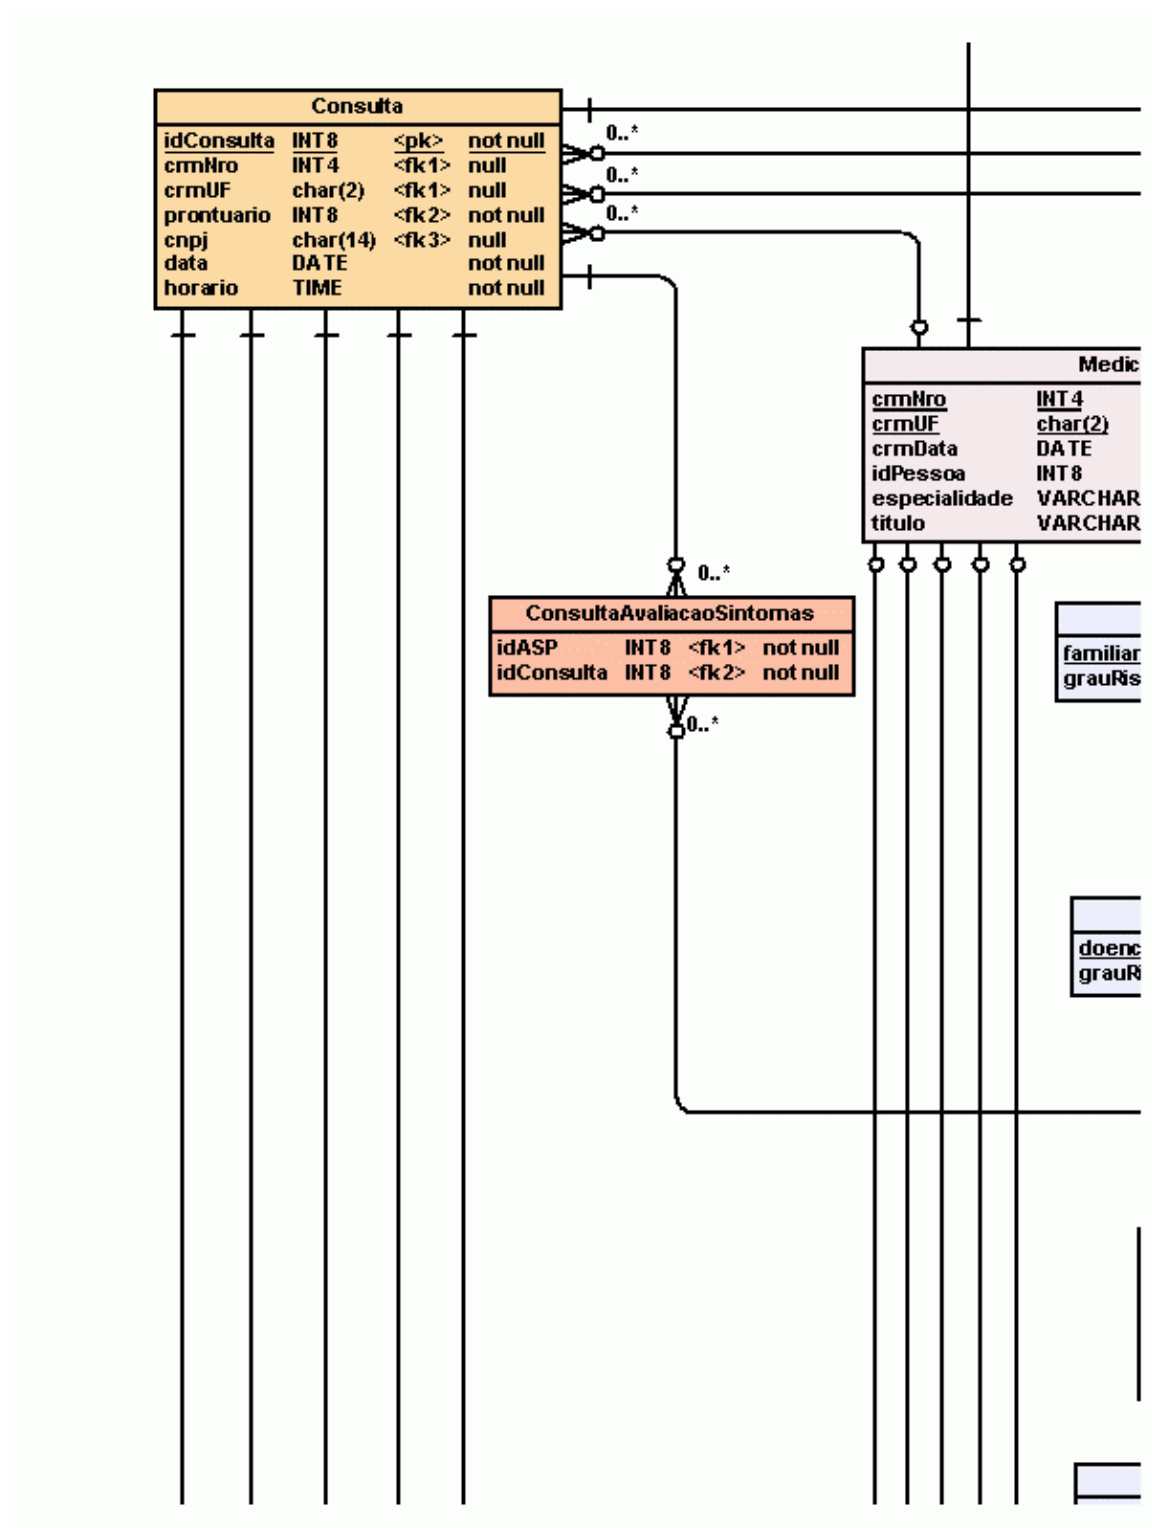 Consulta
idConsulta INT8 <pk> not null
crmNro INT4 <fk1> null
crmUF char(2) <fk1> null
prontuario INT8 <fk2> not null
cnpj char(14) <fk3> null
data DATE not null
horario TIME not null
0..*
0..*
0..*
Medic
crmNro INT4
crmUF char(2)
crmData DATE
idPessoa INT8
especialidade VARCHAR
titulo VARCHAR
0..*
ConsultaAvaliacaoSintomas
idASP INT8 <fk1> not null
idConsulta INT8 <fk2> not null
0..*
familiar
grauRis
doenc
grauR